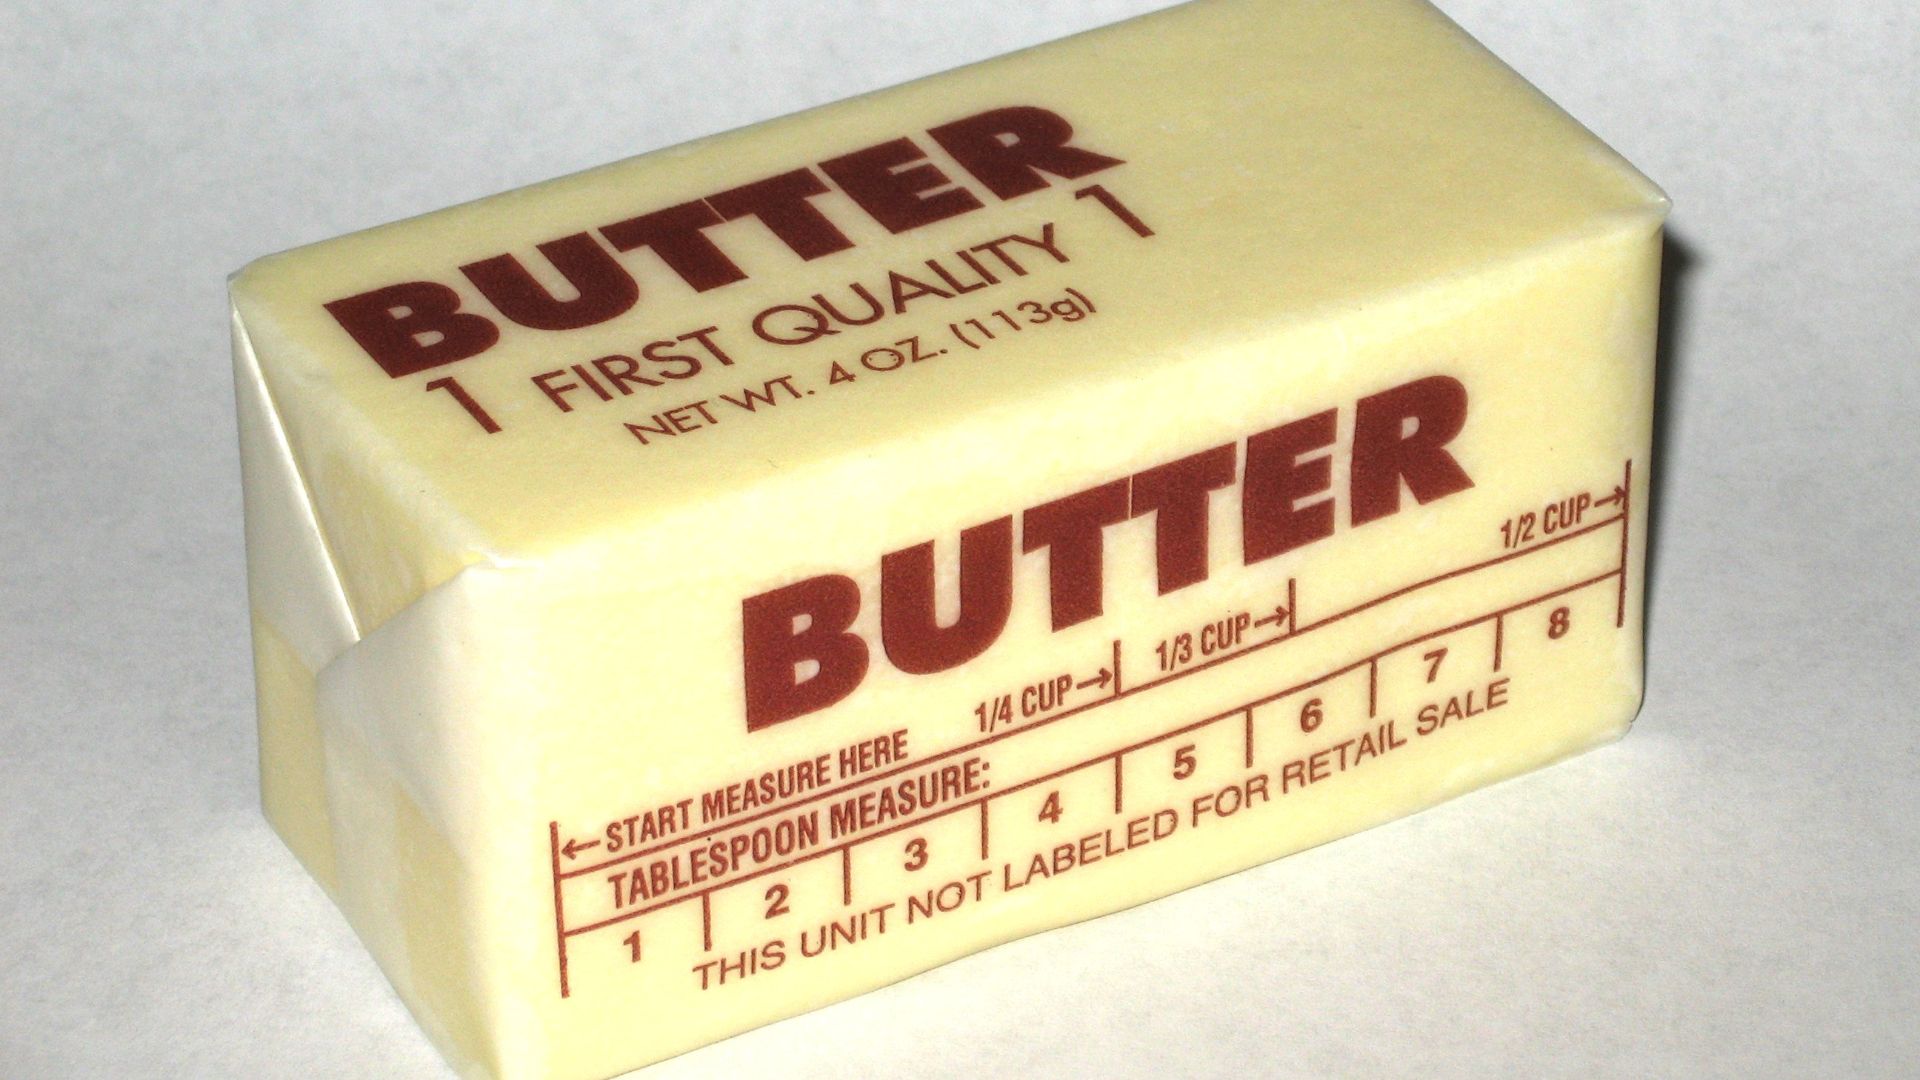 BUTTER
1 FIRST QUALITY 1
NET WT. 4 OZ. (113g)
BUTTER
←START MEASURE HERE 1/4 CUP→ 1/3 CUP→ 1/2 CUP→
TABLESPOON MEASURE:
1 2 3 4 5 6 7 8
THIS UNIT NOT LABELED FOR RETAIL SALE